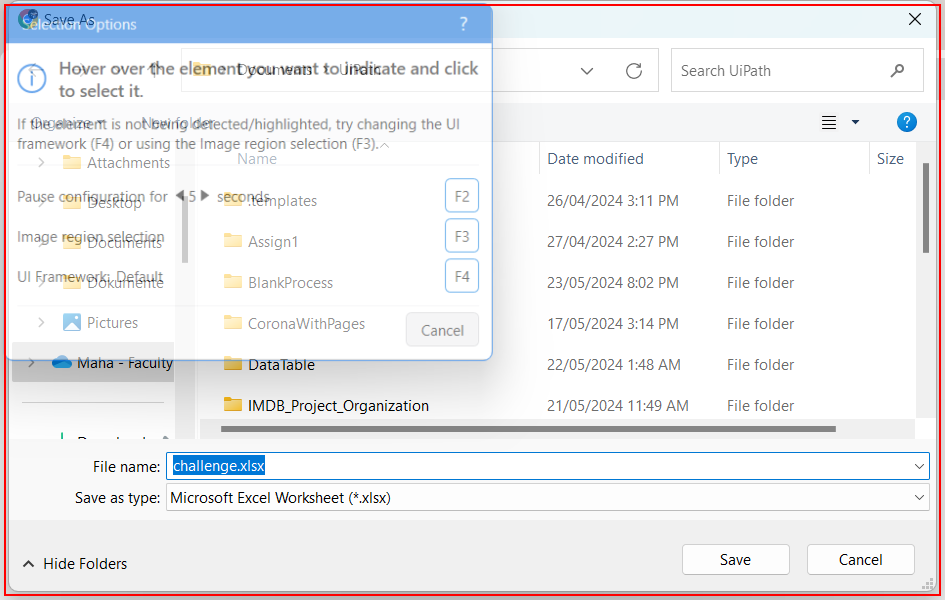 Save As
Selection Options
?
Hover over the element you want to indicate and click
to select it.
Documents
UiPath
Search UiPath
If the element is not being detected/highlighted, try changing the UI
framework (F4) or using the Image region selection (F3).
Organize
New folder
?
Name
Date modified
Type
Size
Attachments
Pause configuration for 5 seconds
F2
Desktop
.templates
26/04/2024 3:11 PM
File folder
Image region selection
F3
Documents
Assign1
27/04/2024 2:27 PM
File folder
UI Framework: Default
F4
Dokumente
BlankProcess
23/05/2024 8:02 PM
File folder
Pictures
CoronaWithPages
17/05/2024 3:14 PM
File folder
Cancel
Maha - Faculty
DataTable
22/05/2024 1:48 AM
File folder
IMDB_Project_Organization
21/05/2024 11:49 AM
File folder
File name:
challenge.xlsx
Save as type:
Microsoft Excel Worksheet (*.xlsx)
Hide Folders
Save
Cancel